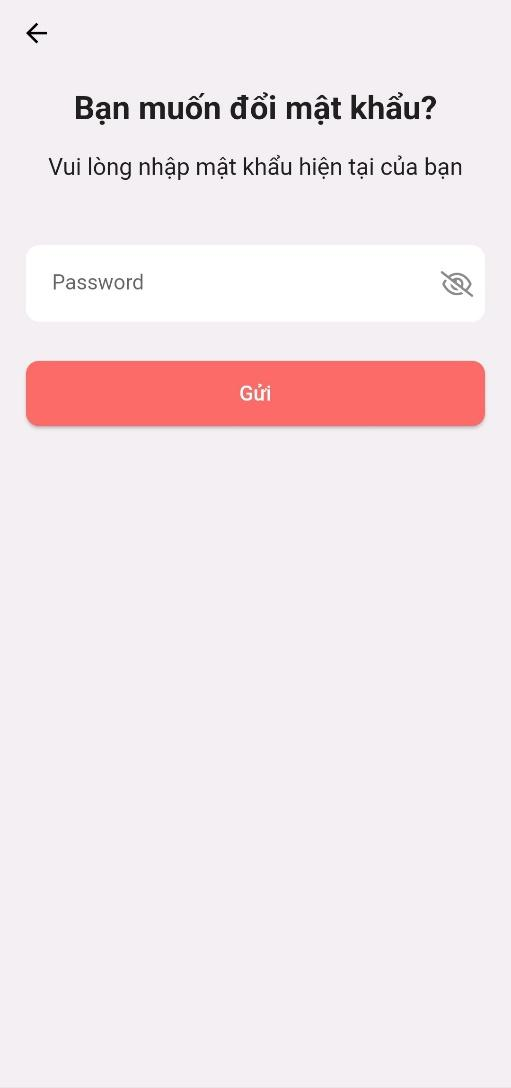 Bạn muốn đổi mật khẩu?
Vui lòng nhập mật khẩu hiện tại của bạn
Password
Gửi